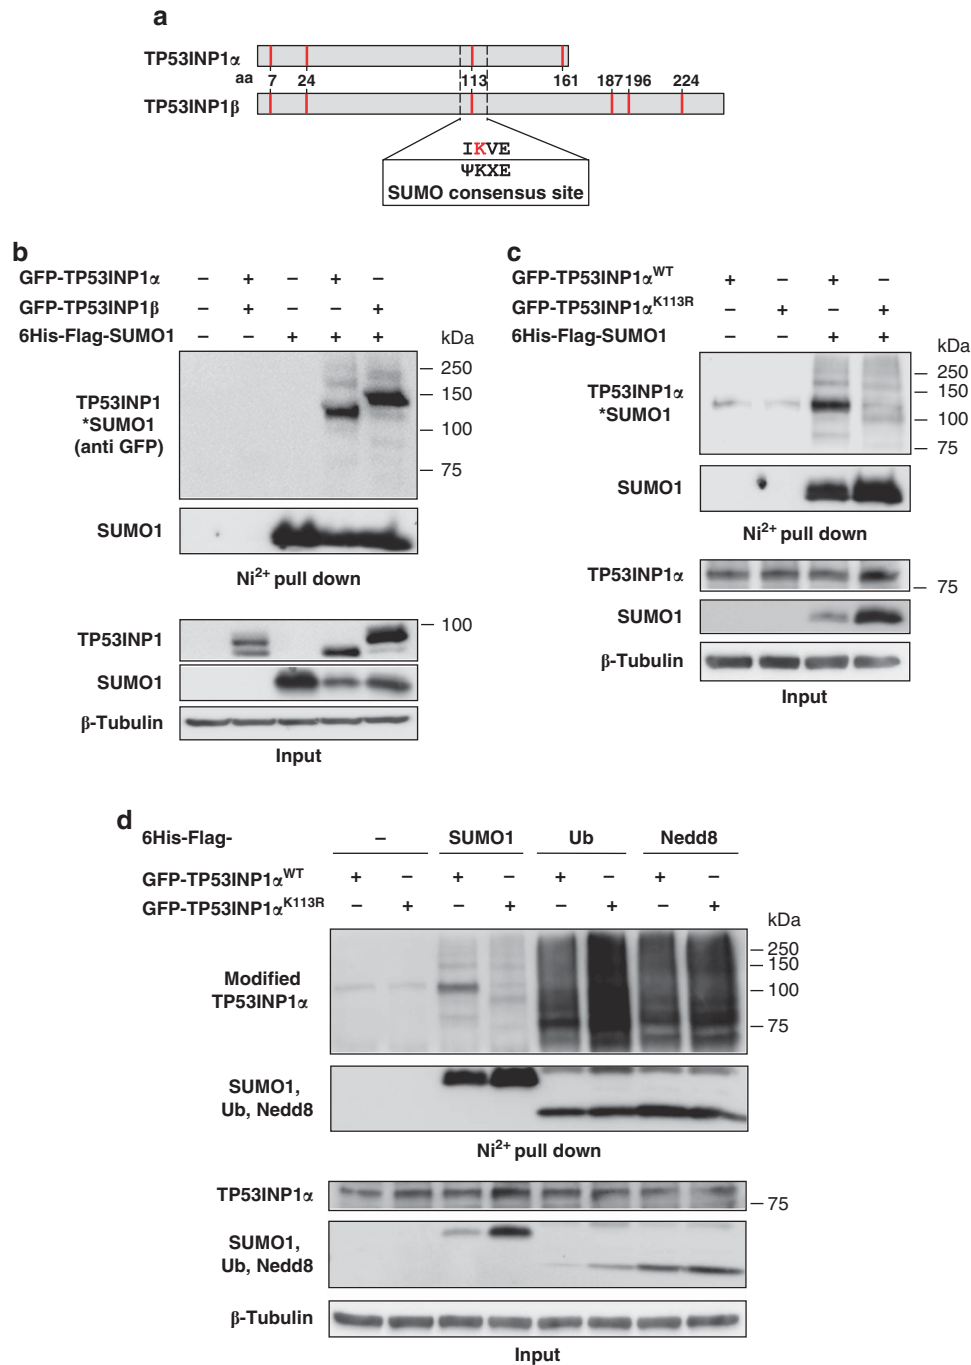 a
TP53INP1α
aa 7 24 113 161 187 196 224
TP53INP1β
IKVE
ΨKXE
SUMO consensus site
b
GFP-TP53INP1α – + – + –
GFP-TP53INP1β – + – – +
6His-Flag-SUMO1 – – + + +
kDa
250
150
100
75
TP53INP1
*SUMO1
(anti GFP)
SUMO1
Ni2+ pull down
TP53INP1
100
SUMO1
β-Tubulin
Input
c
GFP-TP53INP1αWT + – + –
GFP-TP53INP1αK113R – + – +
6His-Flag-SUMO1 – – + +
kDa
250
150
100
75
TP53INP1α
*SUMO1
SUMO1
Ni2+ pull down
TP53INP1α
75
SUMO1
β-Tubulin
Input
d
6His-Flag- – SUMO1 Ub Nedd8
GFP-TP53INP1αWT + – + – + – + –
GFP-TP53INP1αK113R – + – + – + – +
kDa
250
150
100
75
Modified
TP53INP1α
SUMO1,
Ub, Nedd8
Ni2+ pull down
TP53INP1α
75
SUMO1,
Ub, Nedd8
β-Tubulin
Input